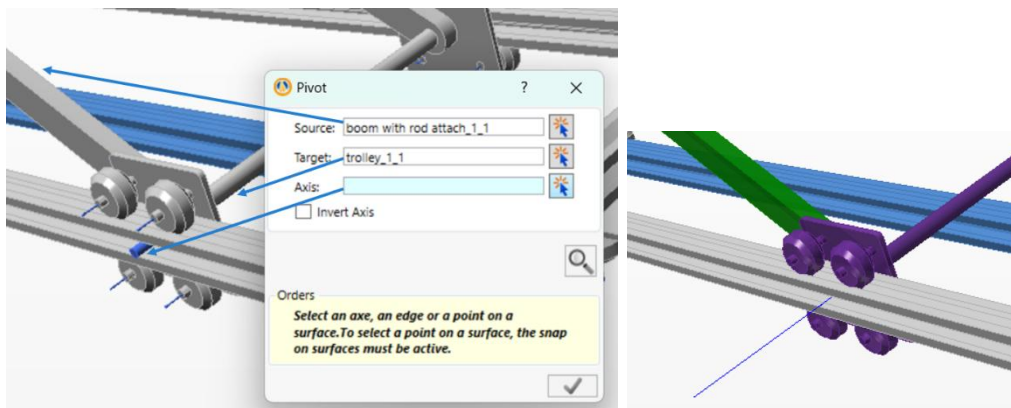 Pivot ? ×
Source: boom with rod attach_1_1
Target: trolley_1_1
Axis:
Invert Axis
Orders
Select an axe, an edge or a point on a
surface.To select a point on a surface, the snap
on surfaces must be active.